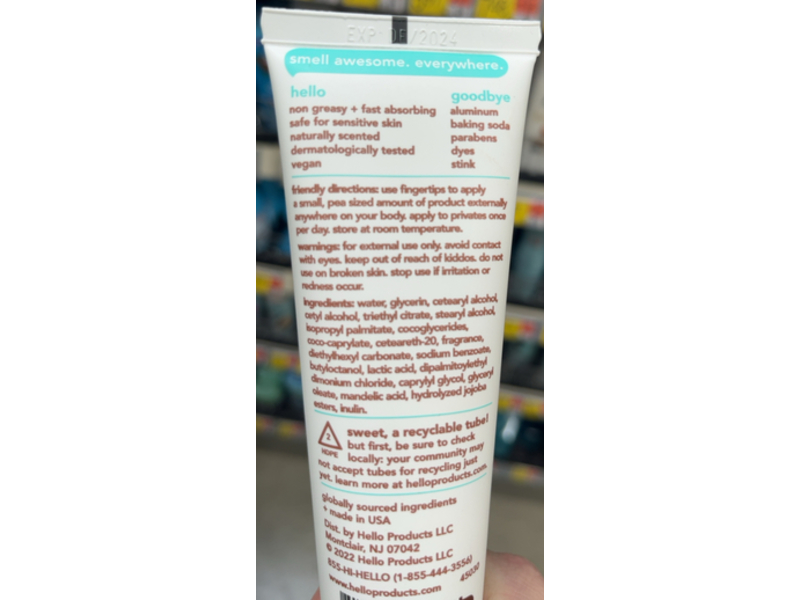 EXP: 06/2024
smell awesome. everywhere.
hello
non greasy + fast absorbing
safe for sensitive skin
naturally scented
dermatologically tested
vegan
goodbye
aluminum
baking soda
parabens
dyes
stink
friendly directions: use fingertips to apply
a small, pea sized amount of product externally
anywhere on your body. apply to privates once
per day. store at room temperature.
warnings: for external use only. avoid contact
with eyes. keep out of reach of kiddos. do not
use on broken skin. stop use if irritation or
redness occur.
ingredients: water, glycerin, cetearyl alcohol,
cetyl alcohol, triethyl citrate, stearyl alcohol,
isopropyl palmitate, cocoglycerides,
coco-caprylate, ceteareth-20, fragrance,
diethylhexyl carbonate, sodium benzoate,
butyloctanol, lactic acid, dipalmitoylethyl
dimonium chloride, caprylyl glycol, glyceryl
oleate, mandelic acid, hydrolyzed jojoba
esters, inulin.
2
HDPE
sweet, a recyclable tube!
but first, be sure to check
locally: your community may
not accept tubes for recycling just
yet. learn more at helloproducts.com
globally sourced ingredients
+ made in USA
Dist. by Hello Products LLC
Montclair, NJ 07042
© 2022 Hello Products LLC
855-HI-HELLO (1-855-444-3556)
www.helloproducts.com
45030